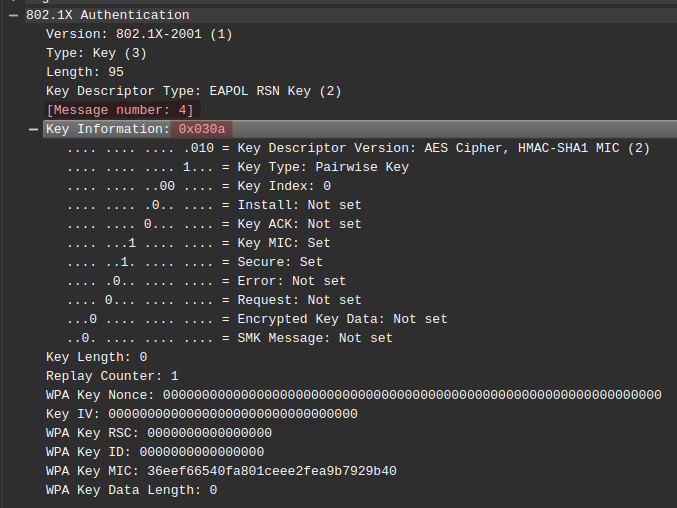 802.1X Authentication
Version: 802.1X-2001 (1)
Type: Key (3)
Length: 95
Key Descriptor Type: EAPOL RSN Key (2)
[Message number: 4]
Key Information: 0x030a
.... .... .... .010 = Key Descriptor Version: AES Cipher, HMAC-SHA1 MIC (2)
.... .... .... 1... = Key Type: Pairwise Key
.... .... ..00 .... = Key Index: 0
.... .... .0.. .... = Install: Not set
.... .... 0... .... = Key ACK: Not set
.... ...1 .... .... = Key MIC: Set
.... ..1. .... .... = Secure: Set
.... .0.. .... .... = Error: Not set
.... 0... .... .... = Request: Not set
...0 .... .... .... = Encrypted Key Data: Not set
..0. .... .... .... = SMK Message: Not set
Key Length: 0
Replay Counter: 1
WPA Key Nonce: 0000000000000000000000000000000000000000000000000000000000000000
Key IV: 00000000000000000000000000000000
WPA Key RSC: 0000000000000000
WPA Key ID: 0000000000000000
WPA Key MIC: 36eef66540fa801ceee2fea9b7929b40
WPA Key Data Length: 0